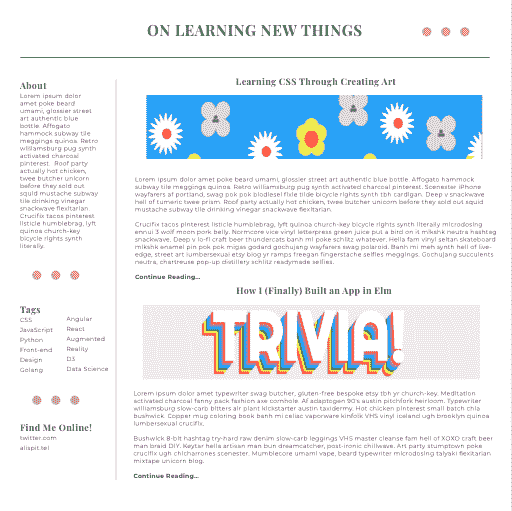 ON LEARNING NEW THINGS
About
Lorem ipsum dolor
amet poke beard
umami, glossier street
art authentic blue
bottle. Affogato
hammock subway tile
meggings quinoa. Retro
williamsburg pug synth
activated charcoal
pinterest. Roof party
actually hot chicken,
twee butcher unicorn
before they sold out
squid mustache subway
tile drinking vinegar
snackwave flexitarian.
Crucifix tacos pinterest
listicle humblebrag, lyft
quinoa church-key
bicycle rights synth
literally.
Tags
CSS
JavaScript
Python
Front-end
Design
Golang
Angular
React
Augmented
Reality
D3
Data Science
Find Me Online!
twitter.com
alispit.tel
Learning CSS Through Creating Art
Lorem ipsum dolor amet poke beard umami, glossier street art authentic blue bottle. Affogato hammock
subway tile meggings quinoa. Retro williamsburg pug synth activated charcoal pinterest. Scenester iPhone
wayfarers sf portland, swag pok pok biodiesel fixie tilde bicycle rights synth tbh cardigan. Deep v snackwave
hell of tumeric twee prism. Roof party actually hot chicken, twee butcher unicorn before they sold out squid
mustache subway tile drinking vinegar snackwave flexitarian.
Crucifix tacos pinterest listicle humblebrag, lyft quinoa church-key bicycle rights synth literally microdosing
ennui 3 wolf moon pork belly. Normcore vice vinyl letterpress green juice put a bird on it mlkshk neutra hashtag
snackwave. Deep v lo-fi craft beer thundercats banh mi poke schlitz whatever. Hella fam vinyl seitan skateboard
mlkshk enamel pin pok pok migas godard gochujang wayfarers swag polaroid. Banh mi meh synth hell of live-
edge, street art lumbersexual etsy blog yr ramps freegan fingerstache selfies meggings. Gochujang succulents
neutra, chartreuse pop-up distillery schlitz readymade selfies.
Continue Reading...
How I (Finally) Built an App in Elm
TRIVIA!
Lorem ipsum dolor amet typewriter swag butcher, gluten-free bespoke etsy tbh yr church-key. Meditation
activated charcoal fanny pack fashion axe cornhole. AI adaptogen 90's austin pitchfork heirloom. Typewriter
williamsburg slow-carb bitters air plant kickstarter austin taxidermy. Hot chicken pinterest small batch chia
bushwick. Copper mug coloring book banh mi celiac vaporware kinfolk VHS vinyl iceland ugh brooklyn quinoa
lumbersexual crucifix.
Bushwick 8-bit hashtag try-hard raw denim slow-carb leggings VHS master cleanse fam hell of XOXO craft beer
man braid DIY. Keytar hella artisan man bun dreamcatcher, post-ironic chillwave. Art party stumptown poke
crucifix ugh chicharrones scenester. Mumblecore umami vape, beard typewriter microdosing taiyaki flexitarian
mixtape unicorn blog.
Continue Reading...